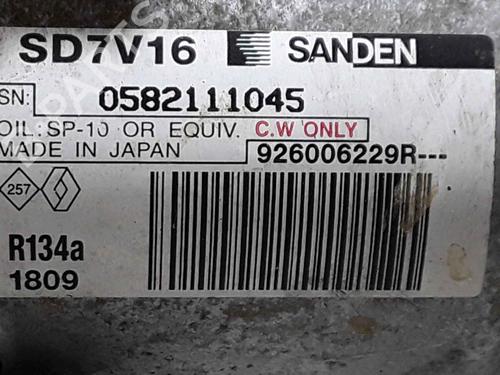 SD7V16 SANDEN
SN: 0582111045
OIL: SP-10 OR EQUIV. C.W ONLY
MADE IN JAPAN 926006229R---
257
R134a
1809